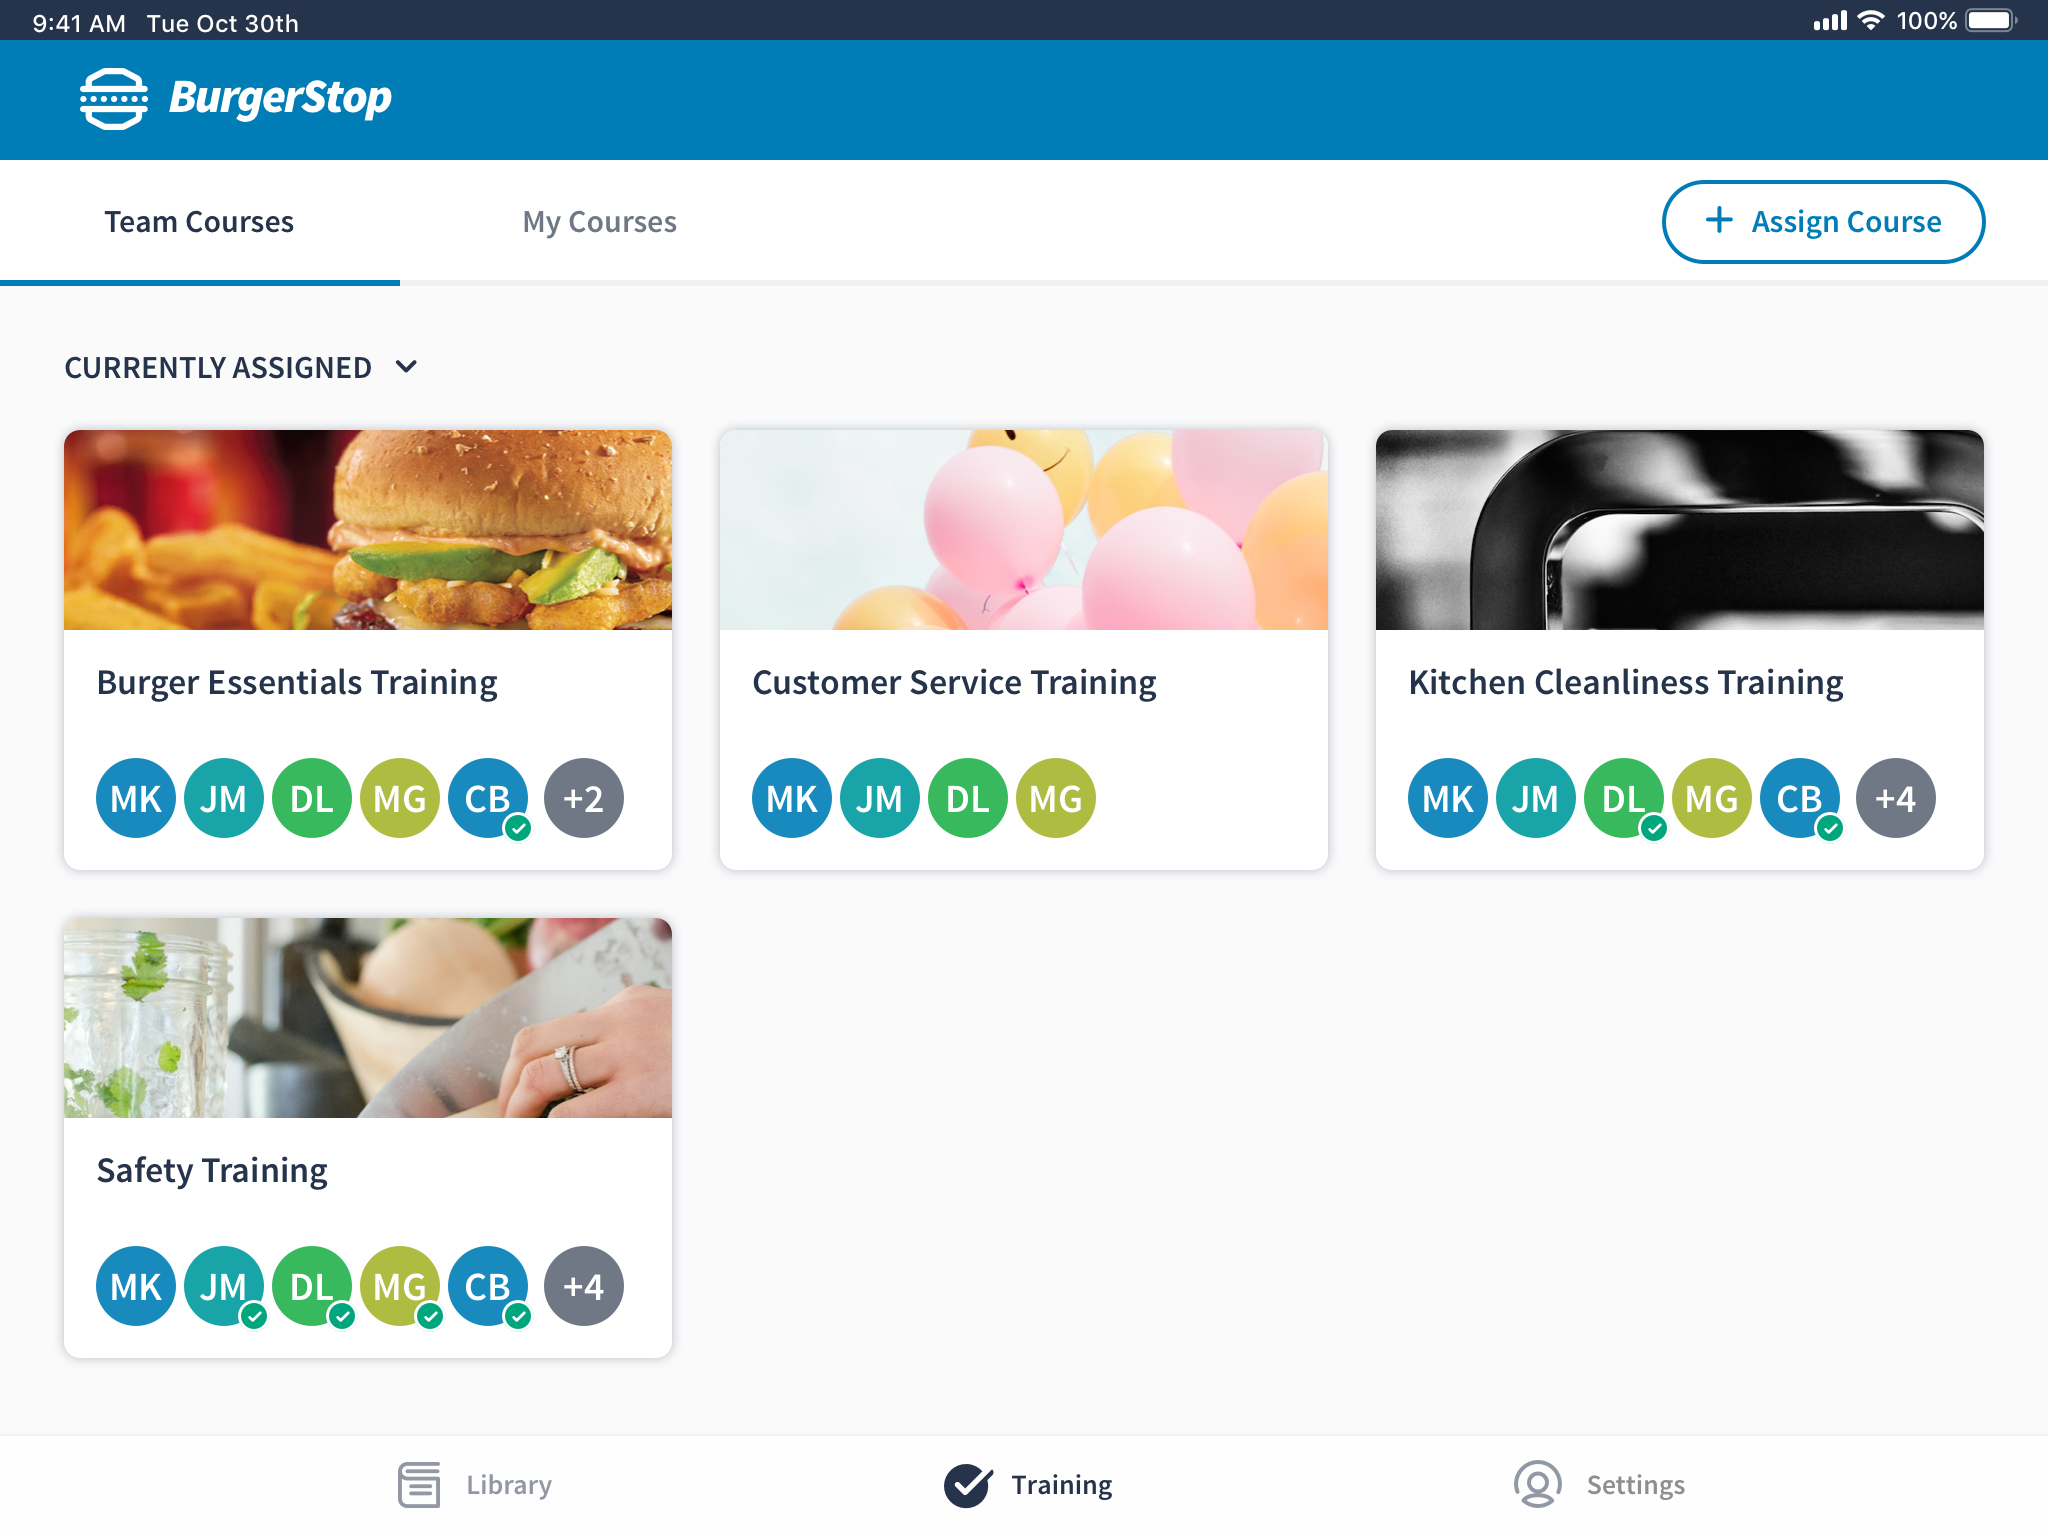 9:41 AM Tue Oct 30th 100%
BurgerStop
Team Courses My Courses + Assign Course
CURRENTLY ASSIGNED
Burger Essentials Training
MK JM DL MG CB +2
Customer Service Training
MK JM DL MG
Kitchen Cleanliness Training
MK JM DL MG CB +4
Safety Training
MK JM DL MG CB +4
Library Training Settings